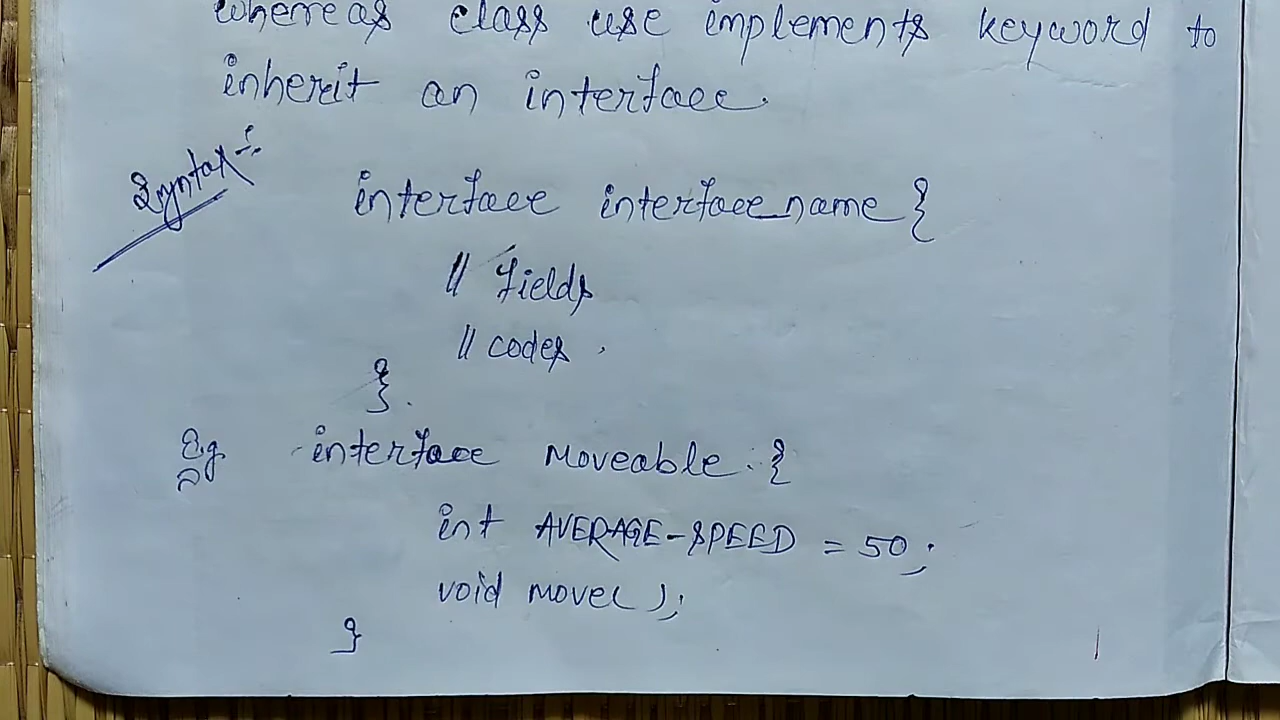 whereas class use implements keyword to
inherit an interface.
Syntax :-
interface interface_name {
// fields
// codes .
}.
E.g. interface Moveable. {
int AVERAGE-SPEED = 50;
void move( );
}